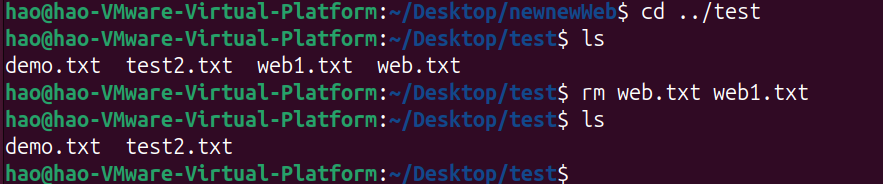 hao@hao-VMware-Virtual-Platform:~/Desktop/newnewWeb$ cd ../test
hao@hao-VMware-Virtual-Platform:~/Desktop/test$ ls
demo.txt  test2.txt  web1.txt  web.txt
hao@hao-VMware-Virtual-Platform:~/Desktop/test$ rm web.txt web1.txt
hao@hao-VMware-Virtual-Platform:~/Desktop/test$ ls
demo.txt  test2.txt
hao@hao-VMware-Virtual-Platform:~/Desktop/test$